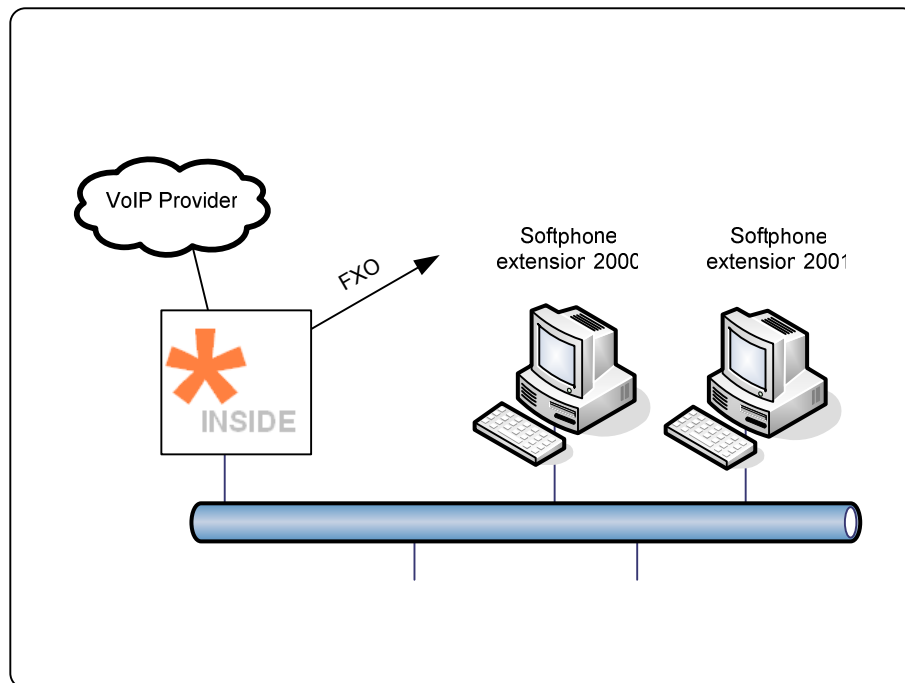 VoIP Provider
FXO
Softphone
extension 2000
Softphone
extension 2001
INSIDE